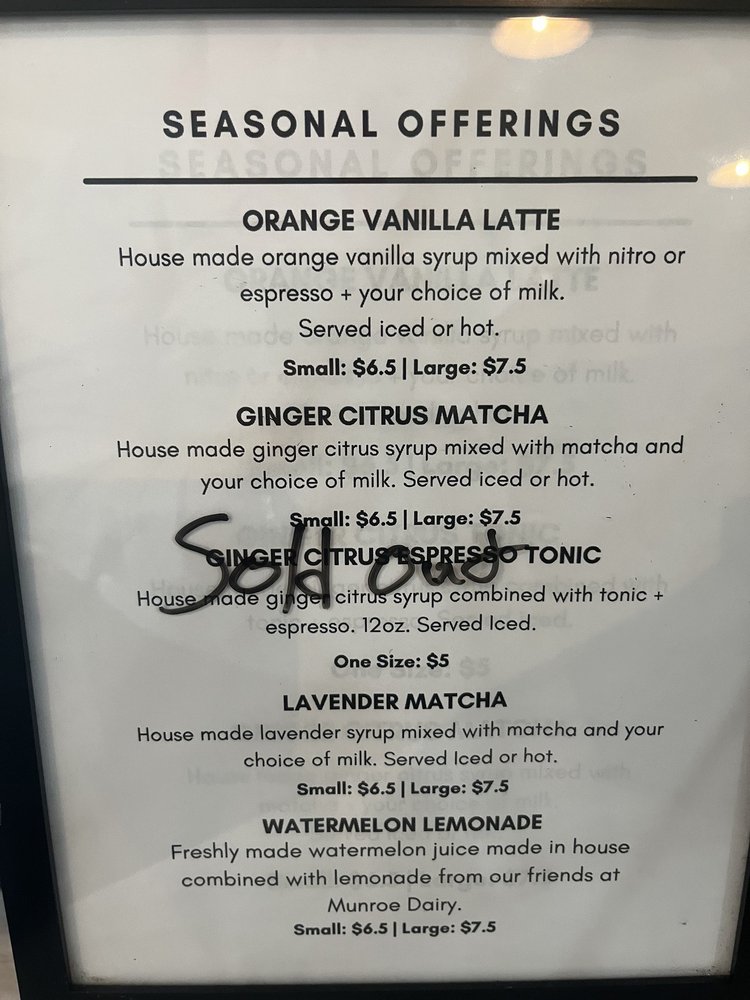 SEASONAL OFFERINGS
ORANGE VANILLA LATTE
House made orange vanilla syrup mixed with nitro or
espresso + your choice of milk.
Served iced or hot.
Small: $6.5 | Large: $7.5
GINGER CITRUS MATCHA
House made ginger citrus syrup mixed with matcha and
your choice of milk. Served iced or hot.
Small: $6.5 | Large: $7.5
Sold out
GINGER CITRUS ESPRESSO TONIC
House made ginger citrus syrup combined with tonic +
espresso. 12oz. Served Iced.
One Size: $5
LAVENDER MATCHA
House made lavender syrup mixed with matcha and your
choice of milk. Served Iced or hot.
Small: $6.5 | Large: $7.5
WATERMELON LEMONADE
Freshly made watermelon juice made in house
combined with lemonade from our friends at
Munroe Dairy.
Small: $6.5 | Large: $7.5